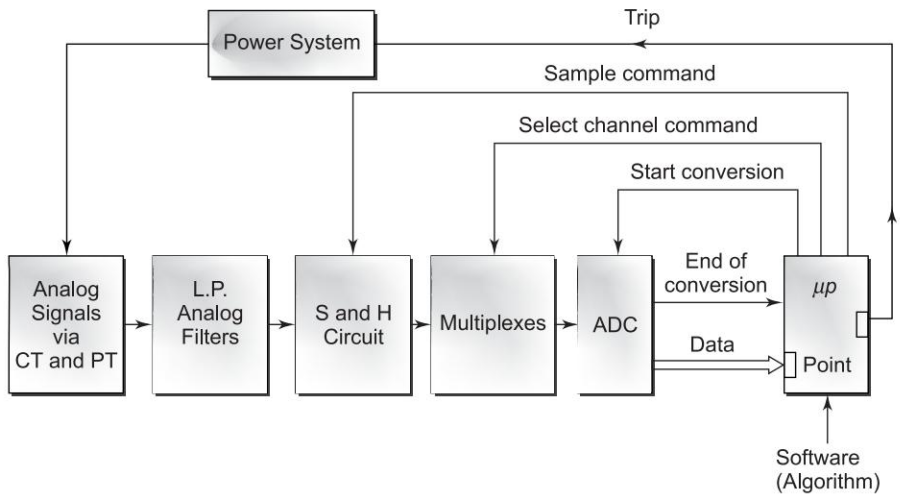 Trip
Power System
Sample command
Select channel command
Start conversion
Analog
Signals
via
CT and PT
L.P.
Analog
Filters
S and H
Circuit
Multiplexes
ADC
End of
conversion
Data
μp
Point
Software
(Algorithm)